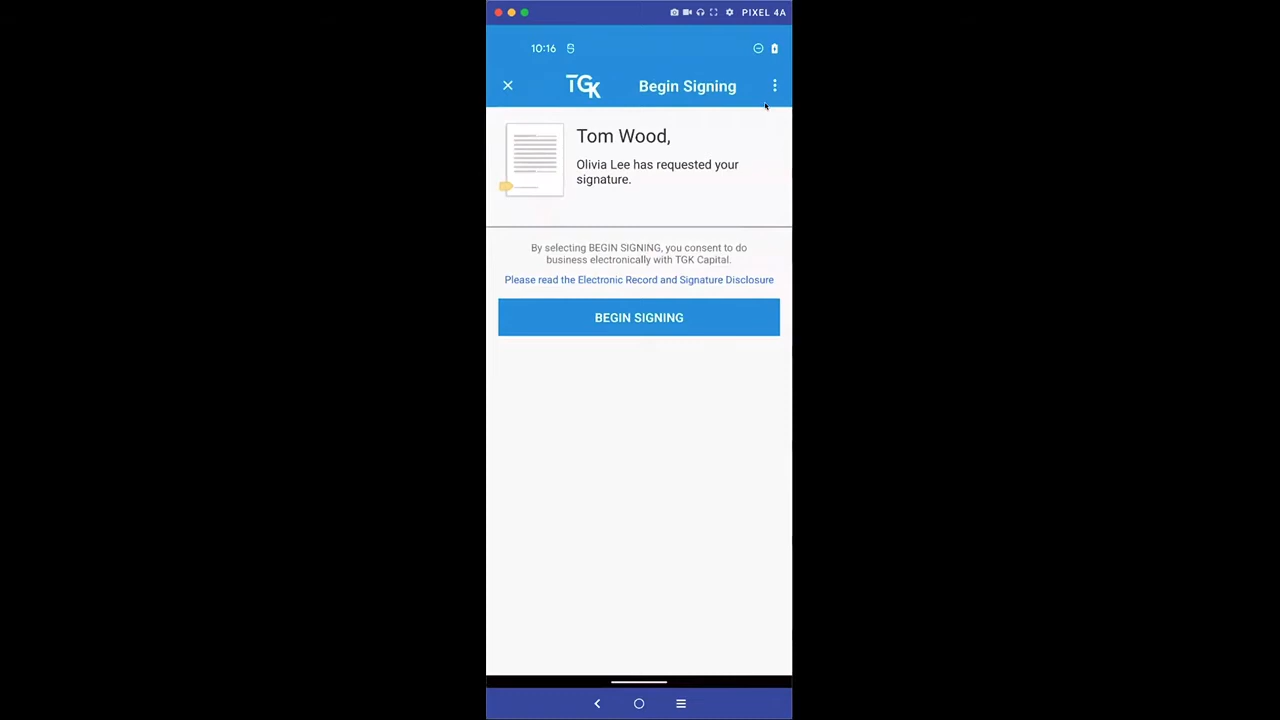 PIXEL 4A
10:16
TGK
Begin Signing
Tom Wood,
Olivia Lee has requested your
signature.
By selecting BEGIN SIGNING, you consent to do
business electronically with TGK Capital.
Please read the Electronic Record and Signature Disclosure
BEGIN SIGNING